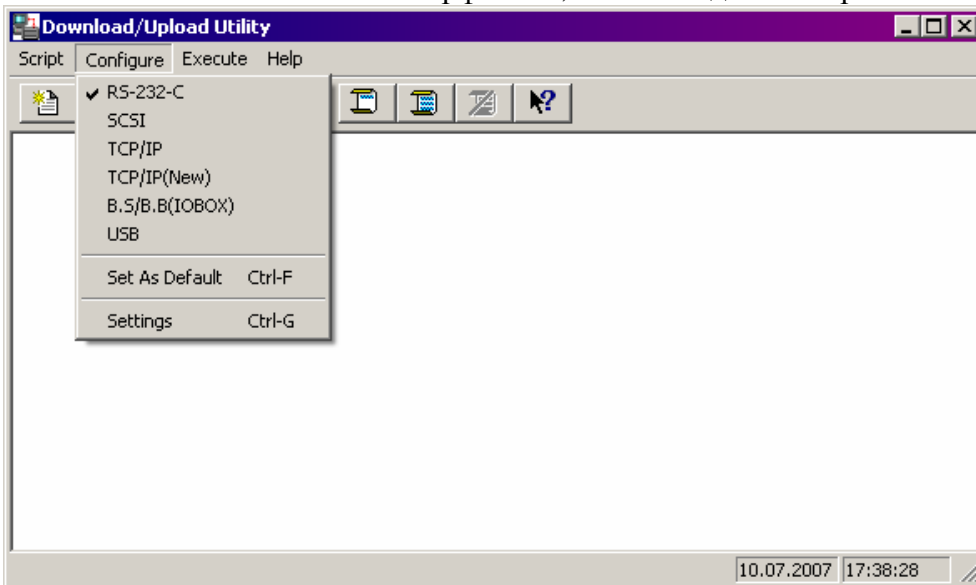 Download/Upload Utility
Script Configure Execute Help
RS-232-C
SCSI
TCP/IP
TCP/IP(New)
B.S/B.B(IOBOX)
USB
Set As Default Ctrl-F
Settings Ctrl-G
10.07.2007 17:38:28